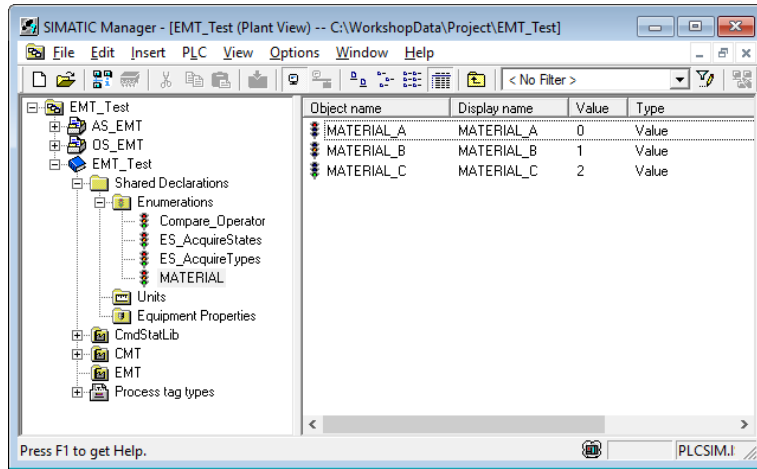 SIMATIC Manager - [EMT_Test (Plant View) -- C:\WorkshopData\Project\EMT_Test]
File Edit Insert PLC View Options Window Help
< No Filter >
EMT_Test
AS_EMT
OS_EMT
EMT_Test
Shared Declarations
Enumerations
Compare_Operator
ES_AcquireStates
ES_AcquireTypes
MATERIAL
Units
Equipment Properties
CmdStatLib
CMT
EMT
Process tag types
Object name Display name Value Type
MATERIAL_A MATERIAL_A 0 Value
MATERIAL_B MATERIAL_B 1 Value
MATERIAL_C MATERIAL_C 2 Value
Press F1 to get Help.
PLCSIM.